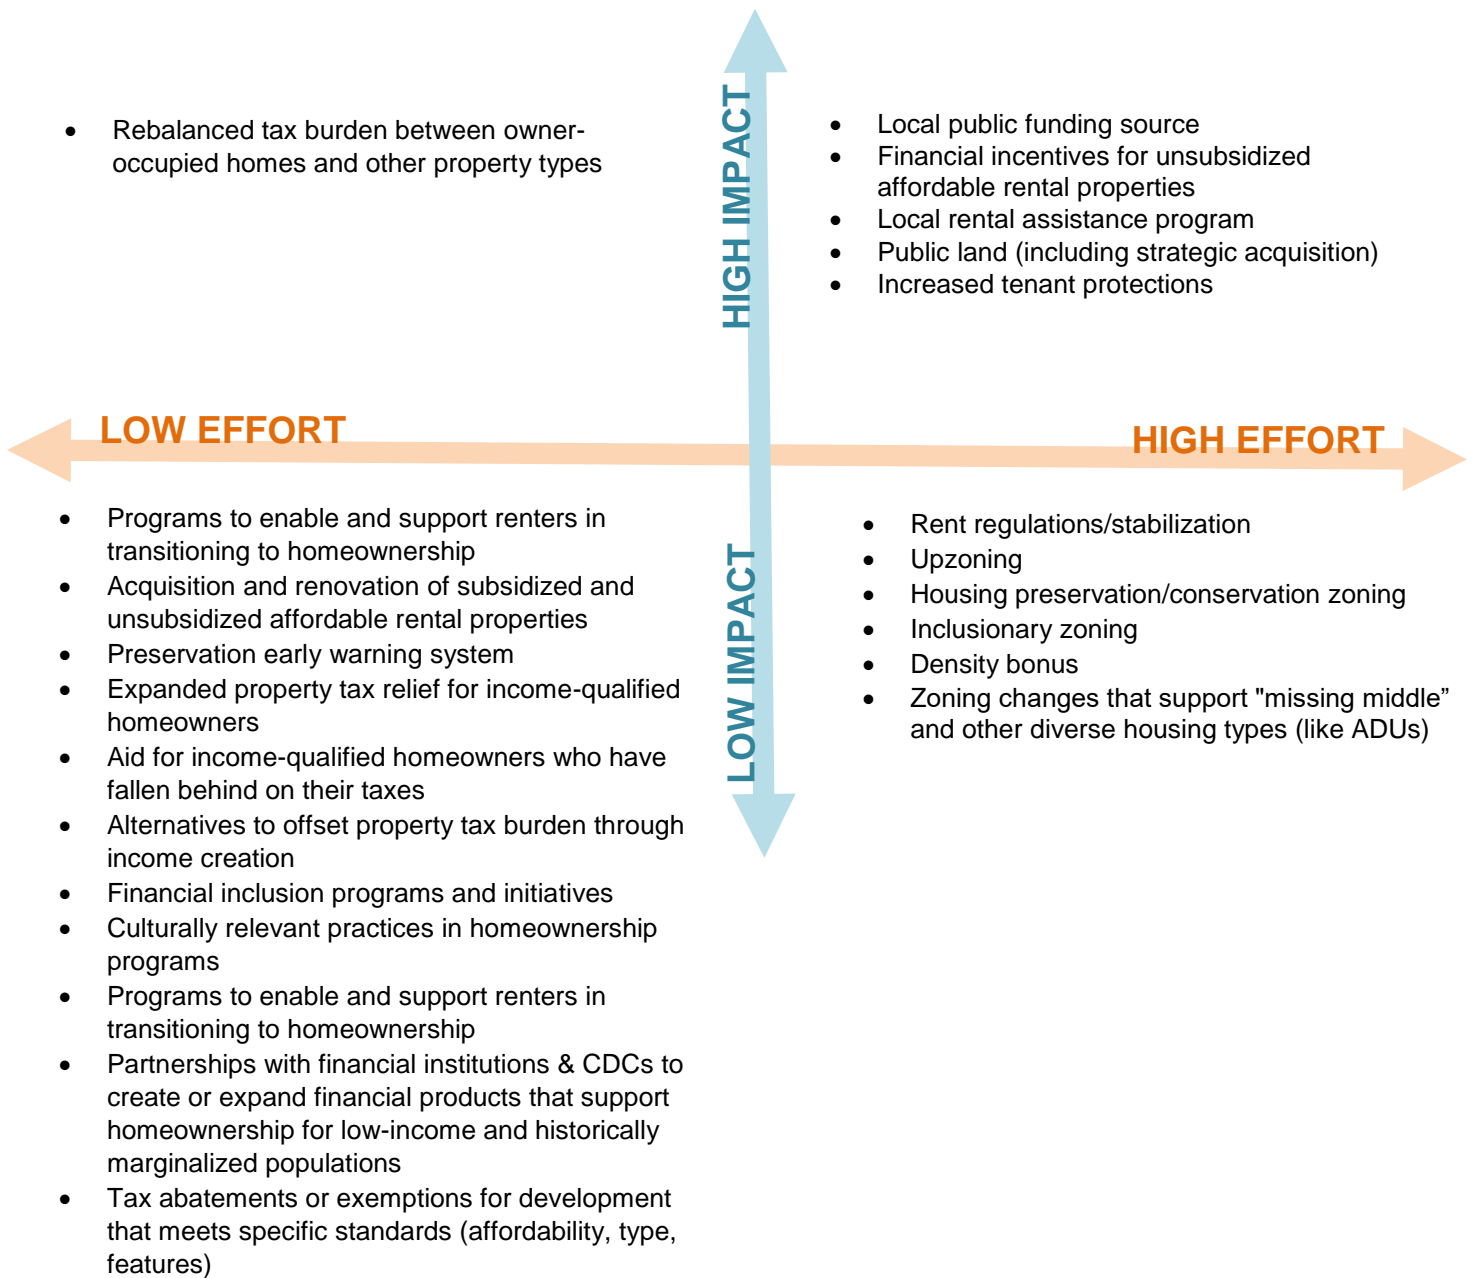 HIGH IMPACT
• Rebalanced tax burden between owner-
occupied homes and other property types
• Local public funding source
• Financial incentives for unsubsidized
affordable rental properties
• Local rental assistance program
• Public land (including strategic acquisition)
• Increased tenant protections
LOW EFFORT
HIGH EFFORT
• Programs to enable and support renters in
transitioning to homeownership
• Acquisition and renovation of subsidized and
unsubsidized affordable rental properties
• Preservation early warning system
• Expanded property tax relief for income-qualified
homeowners
• Aid for income-qualified homeowners who have
fallen behind on their taxes
• Alternatives to offset property tax burden through
income creation
• Financial inclusion programs and initiatives
• Culturally relevant practices in homeownership
programs
• Programs to enable and support renters in
transitioning to homeownership
• Partnerships with financial institutions & CDCs to
create or expand financial products that support
homeownership for low-income and historically
marginalized populations
• Tax abatements or exemptions for development
that meets specific standards (affordability, type,
features)
LOW IMPACT
• Rent regulations/stabilization
• Upzoning
• Housing preservation/conservation zoning
• Inclusionary zoning
• Density bonus
• Zoning changes that support "missing middle”
and other diverse housing types (like ADUs)